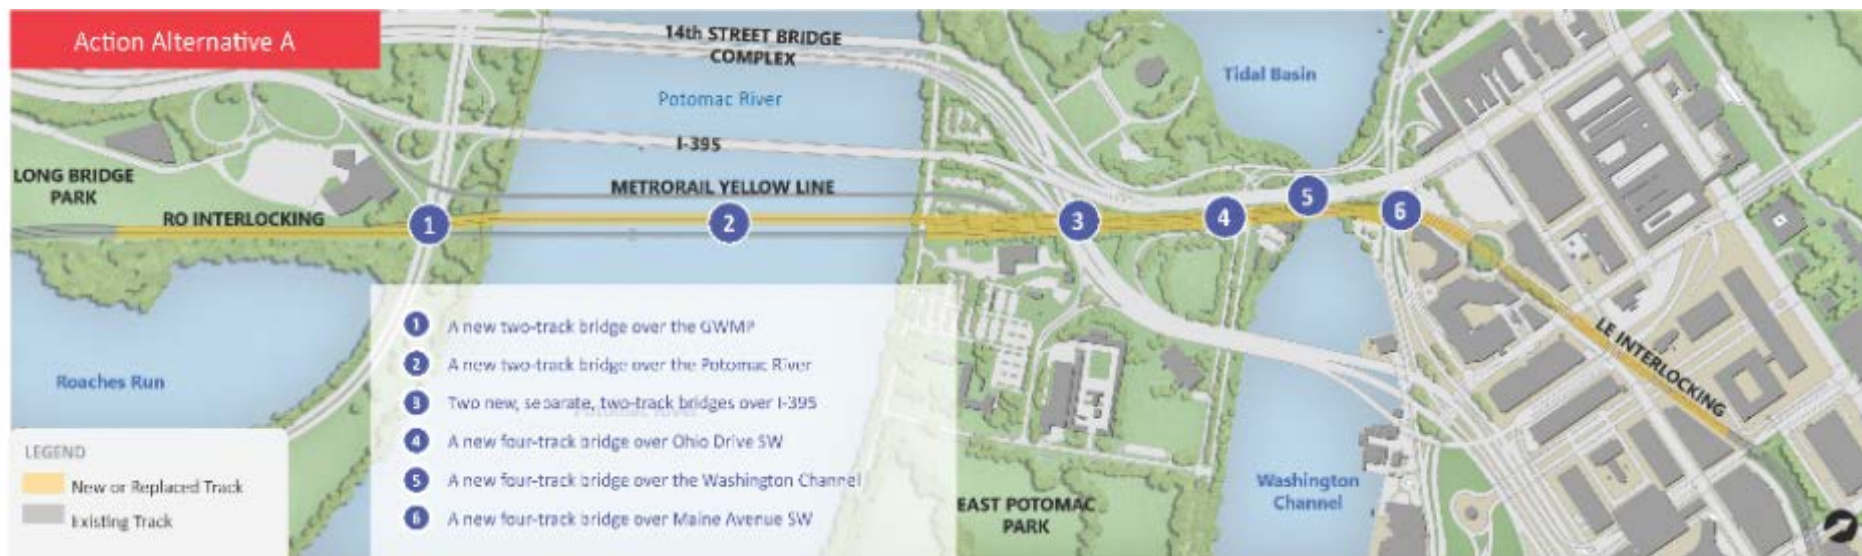 Action Alternative A
14th STREET BRIDGE
COMPLEX
Tidal Basin
Potomac River
I-395
LONG BRIDGE
PARK
METRORAIL YELLOW LINE
RO INTERLOCKING
1
2
3
4
5
6
LE INTERLOCKING
Roaches Run
1 A new two-track bridge over the GWMP
2 A new two-track bridge over the Potomac River
3 Two new, separate, two-track bridges over I-395
4 A new four-track bridge over Ohio Drive SW
5 A new four-track bridge over the Washington Channel
6 A new four-track bridge over Maine Avenue SW
Potomac River
LEGEND
New or Replaced Track
Existing Track
EAST POTOMAC
PARK
Washington
Channel